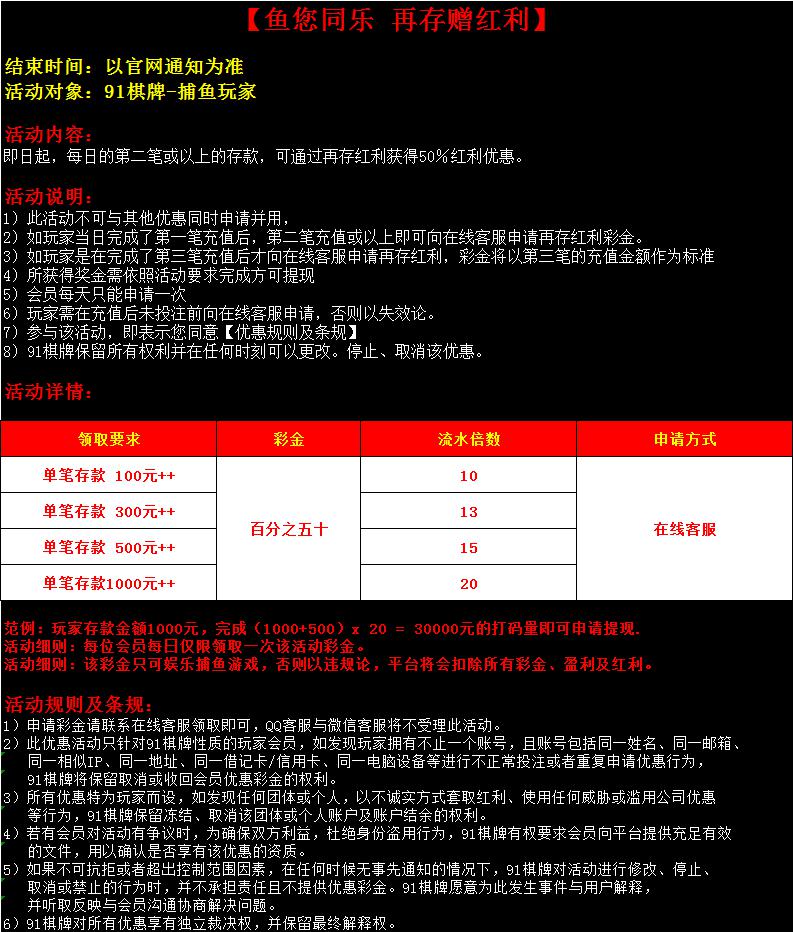 【鱼您同乐 再存赠红利】
结束时间：以官网通知为准
活动对象：91棋牌-捕鱼玩家
活动内容：
即日起，每日的第二笔或以上的存款，可通过再存红利获得50%红利优惠。
活动说明：
1）此活动不可与其他优惠同时申请并用，
2）如玩家当日完成了第一笔充值后，第二笔充值或以上即可向在线客服申请再存红利彩金。
3）如玩家是在完成了第三笔充值后才向在线客服申请再存红利，彩金将以第三笔的充值金额作为标准
4）所获得奖金需依照活动要求完成方可提现
5）会员每天只能申请一次
6）玩家需在充值后未投注前向在线客服申请，否则以失效论。
7）参与该活动，即表示您同意【优惠规则及条规】
8）91棋牌保留所有权利并在任何时刻可以更改。停止、取消该优惠。
活动详情：
领取要求 彩金 流水倍数 申请方式
单笔存款 100元++ 10
单笔存款 300元++ 13
百分之五十 在线客服
单笔存款 500元++ 15
单笔存款1000元++ 20
范例：玩家存款金额1000元，完成（1000+500）x 20 = 30000元的打码量即可申请提现.
活动细则：每位会员每日仅限领取一次该活动彩金。
活动细则：该彩金只可娱乐捕鱼游戏，否则以违规论，平台将会扣除所有彩金、盈利及红利。
活动规则及条规：
1）申请彩金请联系在线客服领取即可，QQ客服与微信客服将不受理此活动。
2）此优惠活动只针对91棋牌性质的玩家会员，如发现玩家拥有不止一个账号，且账号包括同一姓名、同一邮箱、
同一相似IP、同一地址、同一借记卡/信用卡、同一电脑设备等进行不正常投注或者重复申请优惠行为，
91棋牌将保留取消或收回会员优惠彩金的权利。
3）所有优惠特为玩家而设，如发现任何团体或个人，以不诚实方式套取红利、使用任何威胁或滥用公司优惠
等行为，91棋牌保留冻结、取消该团体或个人账户及账户结余的权利。
4）若有会员对活动有争议时，为确保双方利益，杜绝身份盗用行为，91棋牌有权要求会员向平台提供充足有效
的文件，用以确认是否享有该优惠的资质。
5）如果不可抗拒或者超出控制范围因素，在任何时候无事先通知的情况下，91棋牌对活动进行修改、停止、
取消或禁止的行为时，并不承担责任且不提供优惠彩金。91棋牌愿意为此发生事件与用户解释，
并听取反映与会员沟通协商解决问题。
6）91棋牌对所有优惠享有独立裁决权，并保留最终解释权。